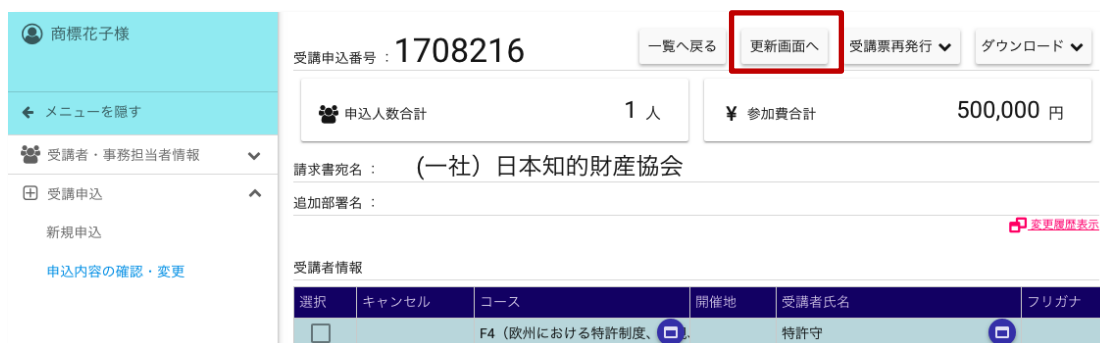 商標花子様
メニューを隠す
受講者・事務担当者情報
受講申込
新規申込
申込内容の確認・変更
受講申込番号 : 1708216
一覧へ戻る
更新画面へ
受講票再発行
ダウンロード
申込人数合計 1 人
¥ 参加費合計 500,000 円
請求書宛名 : (一社）日本知的財産協会
追加部署名 :
変更履歴表示
受講者情報
選択 キャンセル コース 開催地 受講者氏名 フリガナ
F4（欧州における特許制度、 特許守